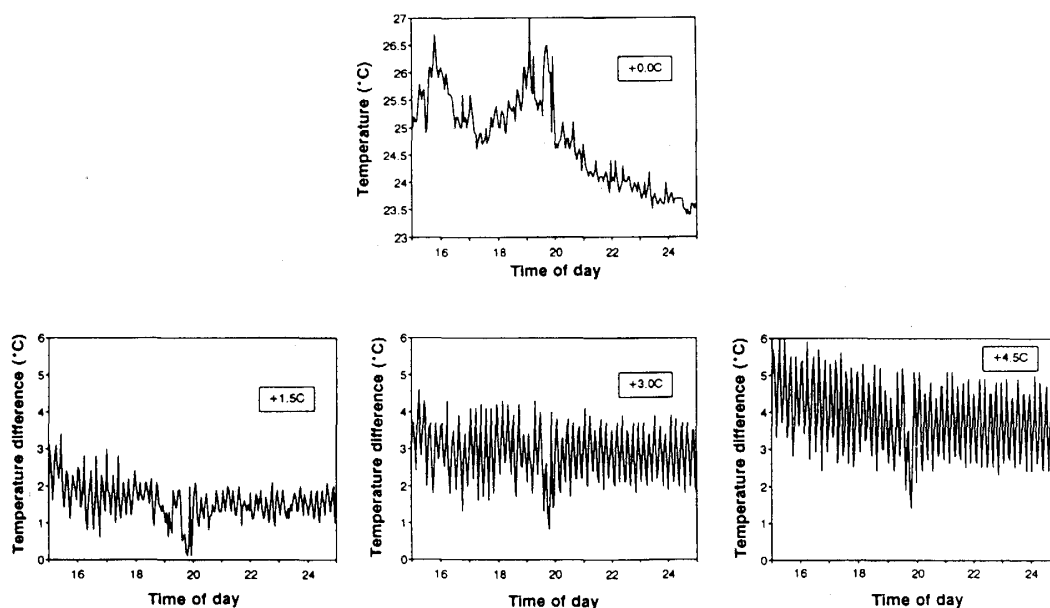 27
26.5
26
25.5
25
24.5
24
23.5
23
Temperature (°C)
+0.0C
16 18 20 22 24
Time of day
6
5
4
3
2
1
0
Temperature difference (°C)
+1.5C
16 18 20 22 24
Time of day
6
5
4
3
2
1
0
Temperature difference (°C)
+3.0C
16 18 20 22 24
Time of day
6
5
4
3
2
1
0
Temperature difference (°C)
+4.5C
16 18 20 22 24
Time of day